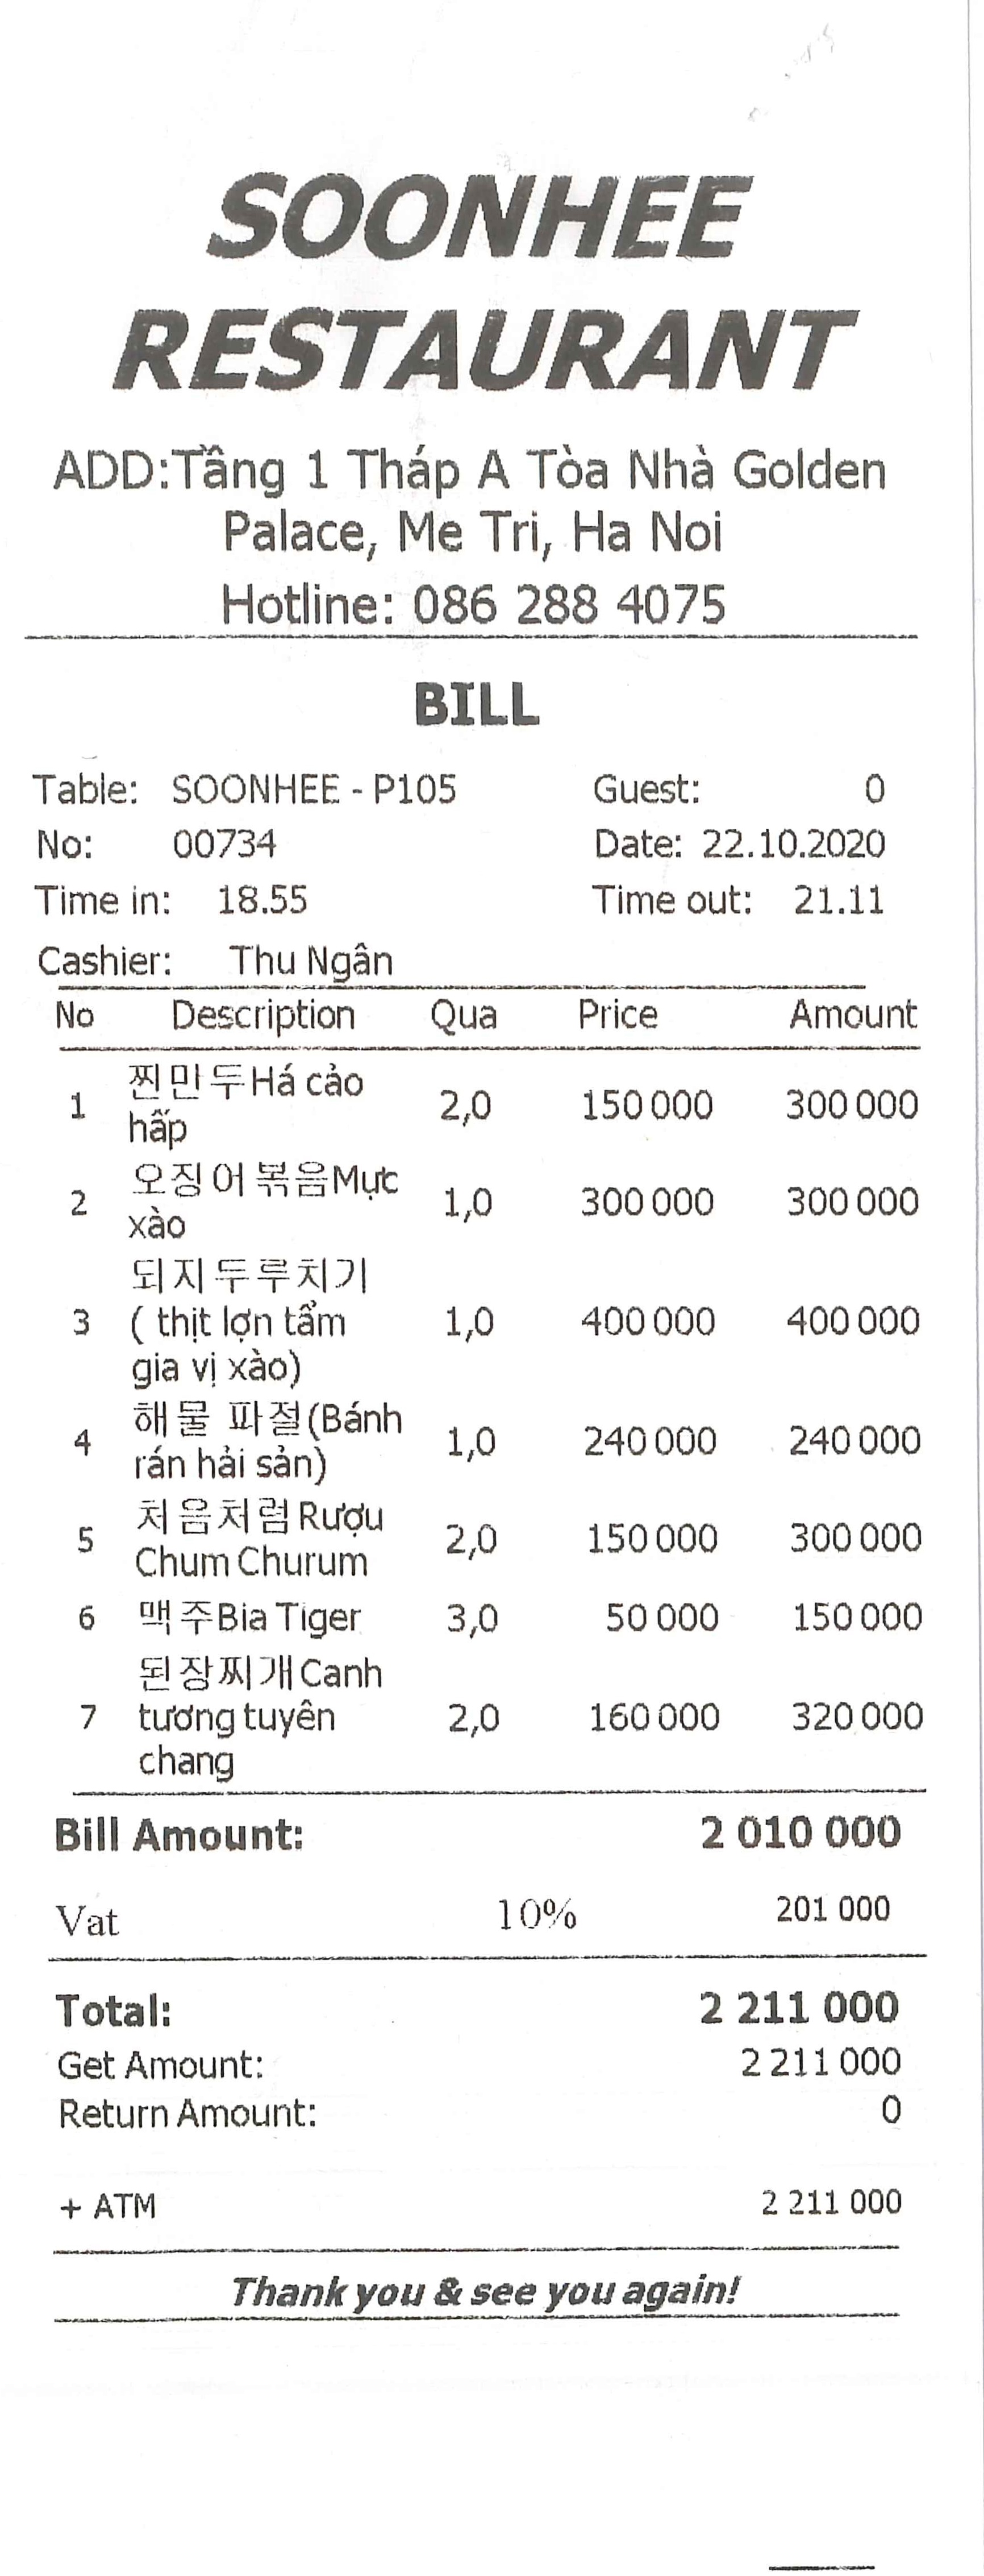 SOONHEE
RESTAURANT
ADD:Tầng 1 Tháp A Tòa Nhà Golden
Palace, Me Tri, Ha Noi
Hotline: 086 288 4075
BILL
Table: SOONHEE - P105 Guest: 0
No: 00734 Date: 22.10.2020
Time in: 18.55 Time out: 21.11
Cashier: Thu Ngân
No Description Qua Price Amount
찐만두Há cảo
1 2,0 150 000 300 000
hấp
오징어 볶음Mực
2 1,0 300 000 300 000
xào
되지두루치기
3 ( thịt lợn tẩm 1,0 400 000 400 000
gia vị xào)
해물 파절(Bánh
4 1,0 240 000 240 000
rán hải sản)
처음처럼Rượu
5 2,0 150 000 300 000
Chum Churum
6 맥주Bia Tiger 3,0 50 000 150 000
된장찌개Canh
7 tương tuyên 2,0 160 000 320 000
chang
Bill Amount: 2 010 000
Vat 10% 201 000
Total: 2 211 000
Get Amount: 2 211 000
Return Amount: 0
+ ATM 2 211 000
Thank you & see you again!